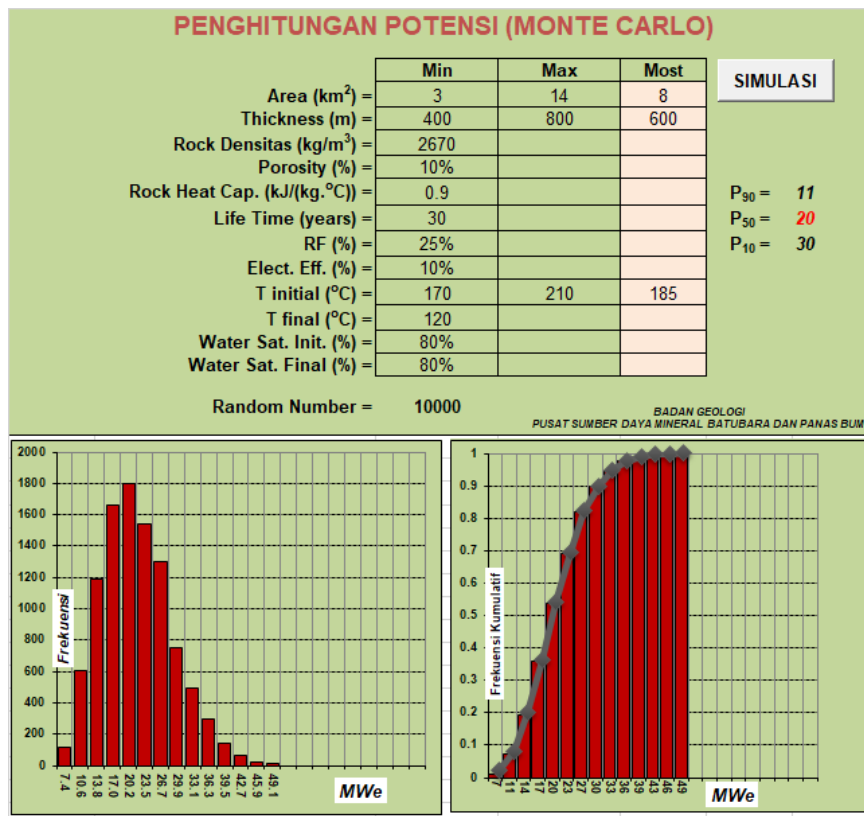 PENGHITUNGAN POTENSI (MONTE CARLO)
Min Max Most
SIMULASI
Area (km²) = 3 14 8
Thickness (m) = 400 800 600
Rock Densitas (kg/m³) = 2670
Porosity (%) = 10%
Rock Heat Cap. (kJ/(kg.°C)) = 0.9 P₉₀ = 11
Life Time (years) = 30 P₅₀ = 20
RF (%) = 25% P₁₀ = 30
Elect. Eff. (%) = 10%
T initial (°C) = 170 210 185
T final (°C) = 120
Water Sat. Init. (%) = 80%
Water Sat. Final (%) = 80%
Random Number = 10000
BADAN GEOLOGI
PUSAT SUMBER DAYA MINERAL BATUBARA DAN PANAS BUM
2000
1800
1600
1400
1200
1000
800
600
400
200
0
Frekuensi
7.4 10.6 13.8 17.0 20.2 23.5 26.7 29.9 33.1 36.3 39.5 42.7 45.9 49.1
MWe
1
0.9
0.8
0.7
0.6
0.5
0.4
0.3
0.2
0.1
0
Frekuensi Kumulatif
7 11 14 17 20 23 27 30 33 36 39 43 46 49
MWe